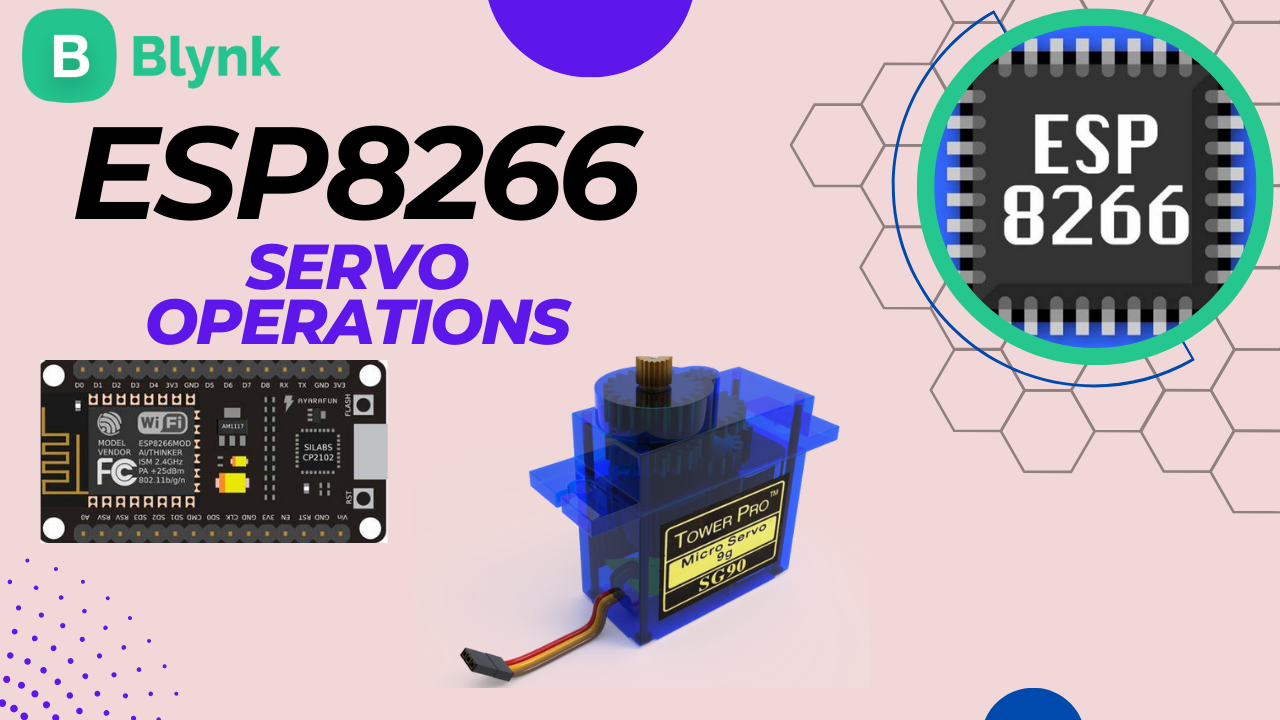 B Blynk
ESP8266
SERVO
OPERATIONS
ESP
8266
D0 D1 D2 D3 D4 3V3 GND D5 D6 D7 D8 RX TX GND 3V3
AYARAFUN
FLASH
WiFi
AM1117
MODEL
VENDOR
ESP8266MOD
AI/THINKER
ISM 2.4GHz
PA +25dBm
802.11b/g/n
FC
SILABS
CP2102
RST
A0 RSV RSV SD3 SD2 SD1 CMD SD0 CLK GND 3V3 EN RST GND Vin
TOWER PRO™
Micro Servo
9g
SG90